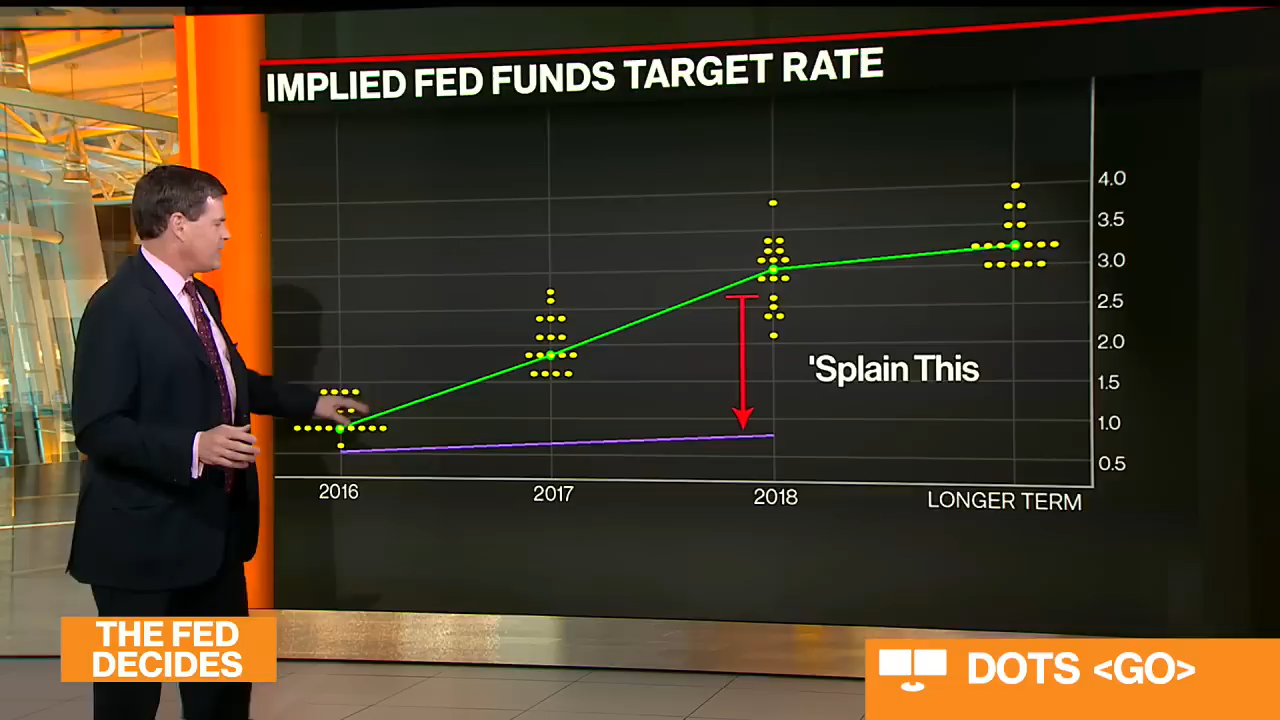 IMPLIED FED FUNDS TARGET RATE
4.0
3.5
3.0
2.5
2.0
'Splain This
1.5
1.0
0.5
2016
2017
2018
LONGER TERM
THE FED
DECIDES
DOTS <GO>